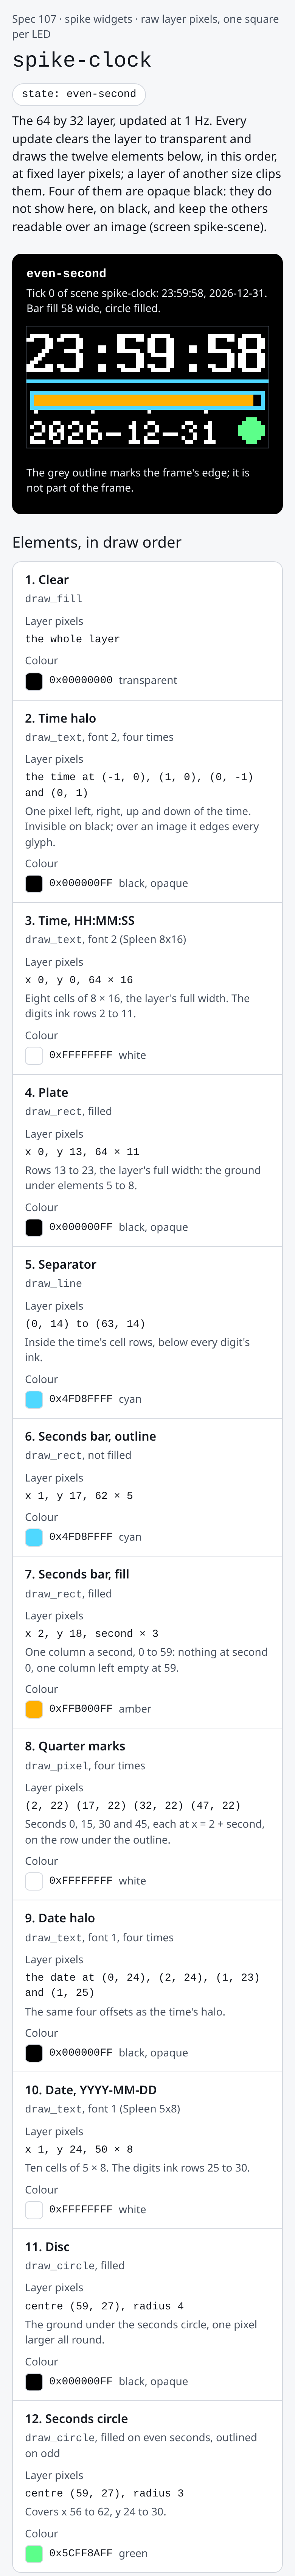 Spec 107 · spike widgets · raw layer pixels, one square
per LED
spike-clock
state: even-second
The 64 by 32 layer, updated at 1 Hz. Every
update clears the layer to transparent and
draws the twelve elements below, in this order,
at fixed layer pixels; a layer of another size clips
them. Four of them are opaque black: they do
not show here, on black, and keep the others
readable over an image (screen spike-scene).
even-second
Tick 0 of scene spike-clock: 23:59:58, 2026-12-31.
Bar fill 58 wide, circle filled.
23:59:58
2026-12-31
The grey outline marks the frame's edge; it is
not part of the frame.
Elements, in draw order
1. Clear
draw_fill
Layer pixels
the whole layer
Colour
0x00000000 transparent
2. Time halo
draw_text, font 2, four times
Layer pixels
the time at (-1, 0), (1, 0), (0, -1)
and (0, 1)
One pixel left, right, up and down of the time.
Invisible on black; over an image it edges every
glyph.
Colour
0x000000FF black, opaque
3. Time, HH:MM:SS
draw_text, font 2 (Spleen 8x16)
Layer pixels
x 0, y 0, 64 × 16
Eight cells of 8 × 16, the layer's full width. The
digits ink rows 2 to 11.
Colour
0xFFFFFFFF white
4. Plate
draw_rect, filled
Layer pixels
x 0, y 13, 64 × 11
Rows 13 to 23, the layer's full width: the ground
under elements 5 to 8.
Colour
0x000000FF black, opaque
5. Separator
draw_line
Layer pixels
(0, 14) to (63, 14)
Inside the time's cell rows, below every digit's
ink.
Colour
0x4FD8FFFF cyan
6. Seconds bar, outline
draw_rect, not filled
Layer pixels
x 1, y 17, 62 × 5
Colour
0x4FD8FFFF cyan
7. Seconds bar, fill
draw_rect, filled
Layer pixels
x 2, y 18, second × 3
One column a second, 0 to 59: nothing at second
0, one column left empty at 59.
Colour
0xFFB000FF amber
8. Quarter marks
draw_pixel, four times
Layer pixels
(2, 22) (17, 22) (32, 22) (47, 22)
Seconds 0, 15, 30 and 45, each at x = 2 + second,
on the row under the outline.
Colour
0xFFFFFFFF white
9. Date halo
draw_text, font 1, four times
Layer pixels
the date at (0, 24), (2, 24), (1, 23)
and (1, 25)
The same four offsets as the time's halo.
Colour
0x000000FF black, opaque
10. Date, YYYY-MM-DD
draw_text, font 1 (Spleen 5x8)
Layer pixels
x 1, y 24, 50 × 8
Ten cells of 5 × 8. The digits ink rows 25 to 30.
Colour
0xFFFFFFFF white
11. Disc
draw_circle, filled
Layer pixels
centre (59, 27), radius 4
The ground under the seconds circle, one pixel
larger all round.
Colour
0x000000FF black, opaque
12. Seconds circle
draw_circle, filled on even seconds, outlined
on odd
Layer pixels
centre (59, 27), radius 3
Covers x 56 to 62, y 24 to 30.
Colour
0x5CFF8AFF green